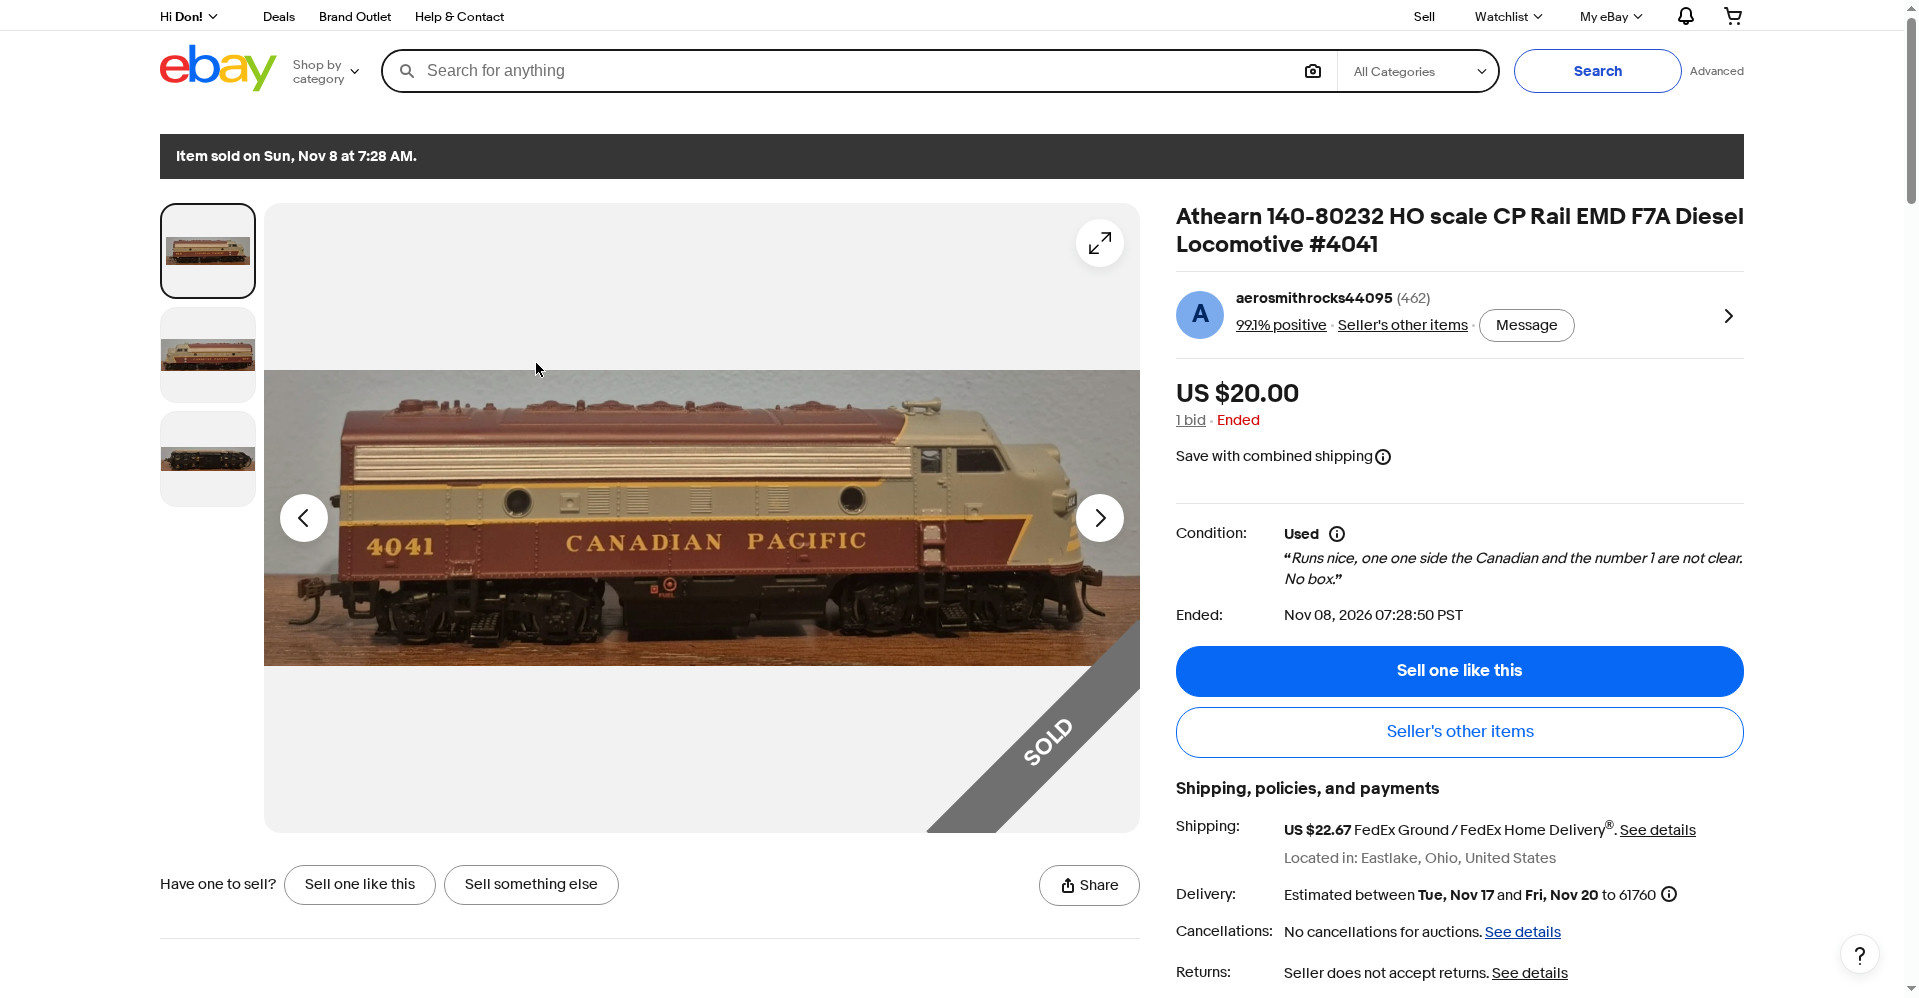 Hi Don!
Deals
Brand Outlet
Help & Contact
Sell
Watchlist
My eBay
ebay
Shop by
category
Search for anything
All Categories
Search
Advanced
Item sold on Sun, Nov 8 at 7:28 AM.
4041
CANADIAN PACIFIC
FUEL
SOLD
Have one to sell?
Sell one like this
Sell something else
Share
Athearn 140-80232 HO scale CP Rail EMD F7A Diesel
Locomotive #4041
A
aerosmithrocks44095 (462)
99.1% positive · Seller's other items · Message
US $20.00
1 bid · Ended
Save with combined shipping
Condition:
Used
“Runs nice, one one side the Canadian and the number 1 are not clear.
No box.”
Ended:
Nov 08, 2026 07:28:50 PST
Sell one like this
Seller's other items
Shipping, policies, and payments
Shipping:
US $22.67 FedEx Ground / FedEx Home Delivery®. See details
Located in: Eastlake, Ohio, United States
Delivery:
Estimated between Tue, Nov 17 and Fri, Nov 20 to 61760
Cancellations:
No cancellations for auctions. See details
Returns:
Seller does not accept returns. See details
?